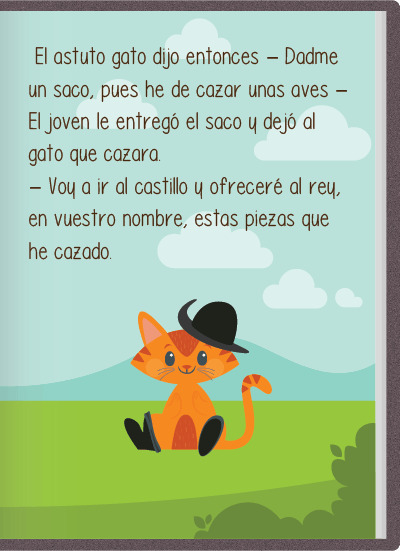 El astuto gato dijo entonces – Dadme
un saco, pues he de cazar unas aves –
El joven le entregó el saco y dejó al
gato que cazara.
– Voy a ir al castillo y ofreceré al rey,
en vuestro nombre, estas piezas que
he cazado.